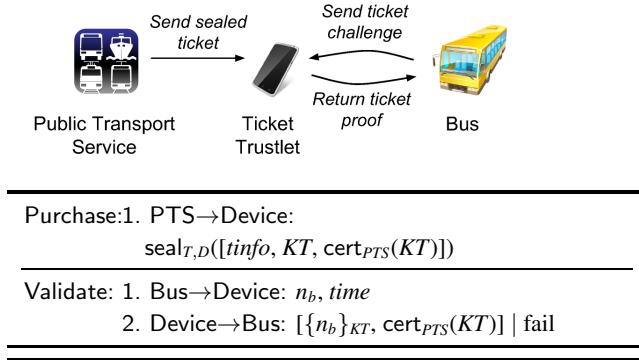 Send sealed
ticket
Send ticket
challenge
Return ticket
proof
Public Transport
Service
Ticket
Trustlet
Bus
Purchase:1. PTS→Device:
seal_{T,D}([tinfo, KT, cert_{PTS}(KT)])
Validate: 1. Bus→Device: n_b, time
2. Device→Bus: [{n_b}_{KT}, cert_{PTS}(KT)] | fail